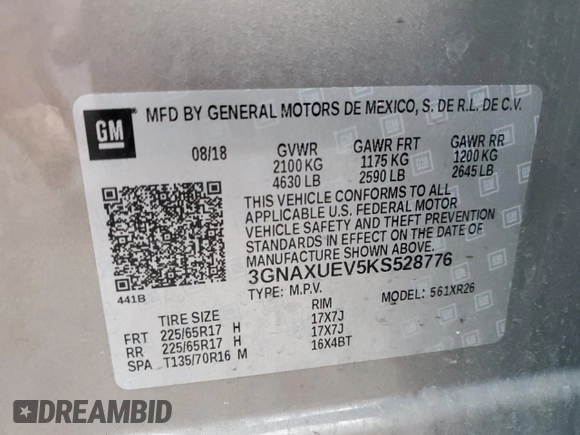 GM
MFD BY GENERAL MOTORS DE MEXICO, S. DE R.L. DE C.V.
08/18 GVWR GAWR FRT GAWR RR
2100 KG 1175 KG 1200 KG
4630 LB 2590 LB 2645 LB
THIS VEHICLE CONFORMS TO ALL
APPLICABLE U.S. FEDERAL MOTOR
VEHICLE SAFETY AND THEFT PREVENTION
STANDARDS IN EFFECT ON THE DATE OF
MANUFACTURE SHOWN ABOVE.
3GNAXUEV5KS528776
441B
TYPE: M.P.V. MODEL: 561XR26
TIRE SIZE RIM
FRT 225/65R17 H 17X7J
RR 225/65R17 H 17X7J
SPA T135/70R16 M 16X4BT
DREAMBID